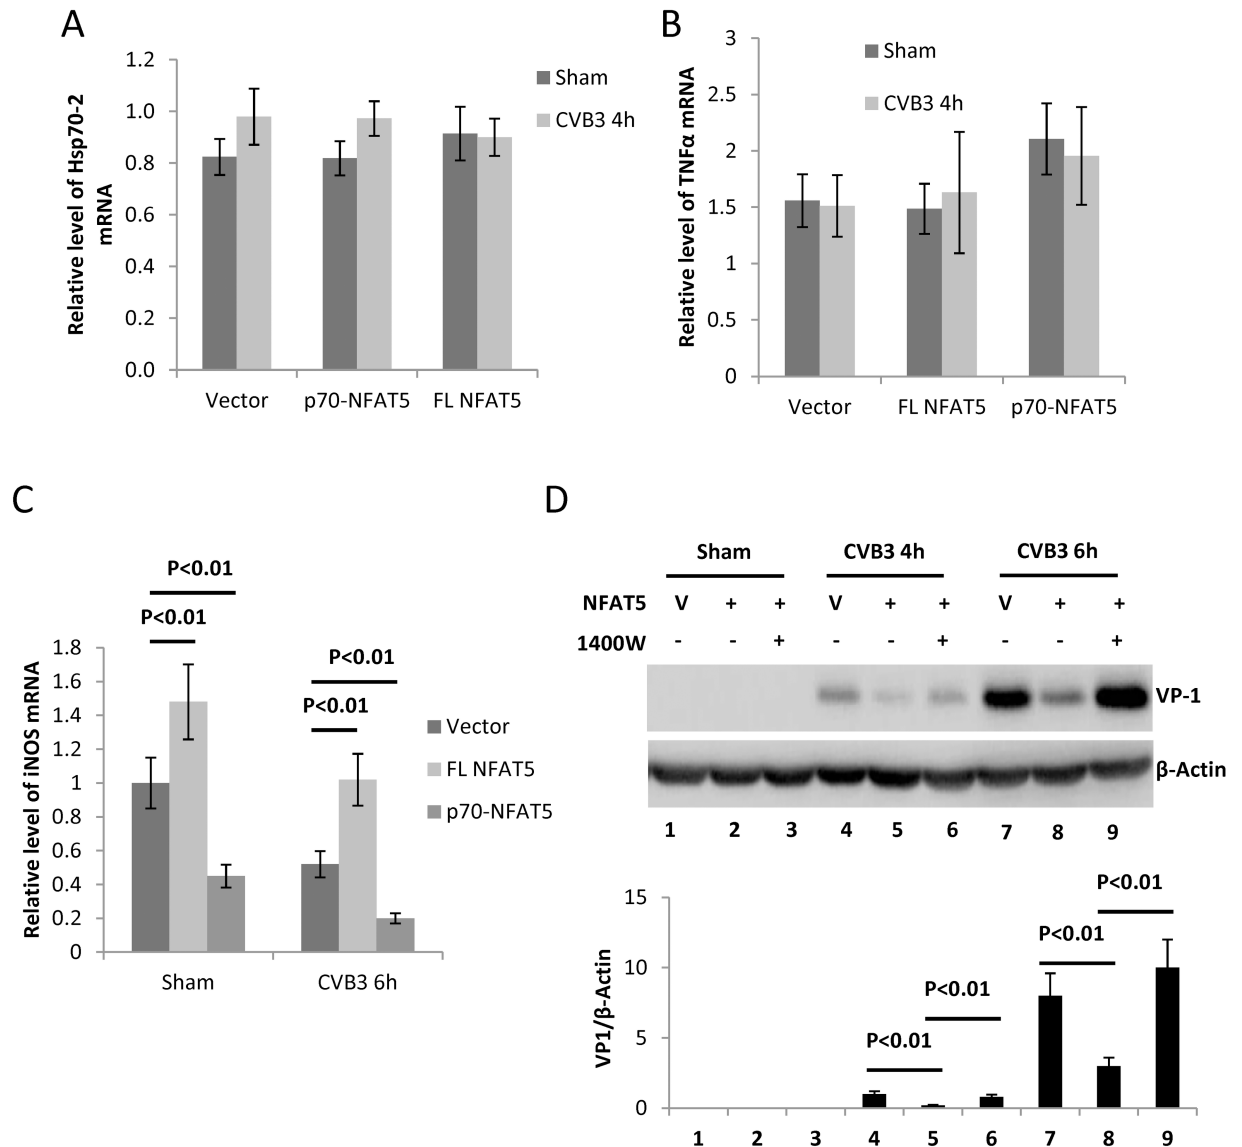 A
Relative level of Hsp70-2
mRNA
1.2
1.0
0.8
0.6
0.4
0.2
0.0
Vector
p70-NFAT5
FL NFAT5
Sham
CVB3 4h
B
Relative level of TNFα mRNA
3
2.5
2
1.5
1
0.5
0
Vector
FL NFAT5
p70-NFAT5
Sham
CVB3 4h
C
Relative level of iNOS mRNA
1.8
1.6
1.4
1.2
1
0.8
0.6
0.4
0.2
0
P<0.01
P<0.01
P<0.01
P<0.01
Sham
CVB3 6h
Vector
FL NFAT5
p70-NFAT5
D
Sham CVB3 4h CVB3 6h
NFAT5 V + + V + + V + +
1400W - - + - - + - - +
VP-1
β-Actin
1 2 3 4 5 6 7 8 9
VP1/β-Actin
15
10
5
0
P<0.01
P<0.01
P<0.01
P<0.01
1 2 3 4 5 6 7 8 9